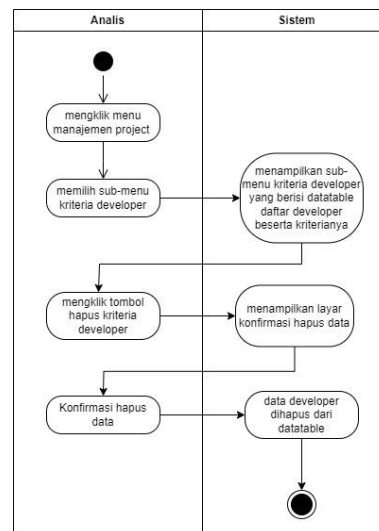 Analis
Sistem
mengklik menu
manajemen project
memilih sub-menu
kriteria developer
menampilkan sub-
menu kriteria developer
yang berisi datatable
daftar developer
beserta kriterianya
mengklik tombol
hapus kriteria
developer
menampilkan layar
konfirmasi hapus data
Konfirmasi hapus
data
data developer
dihapus dari
datatable